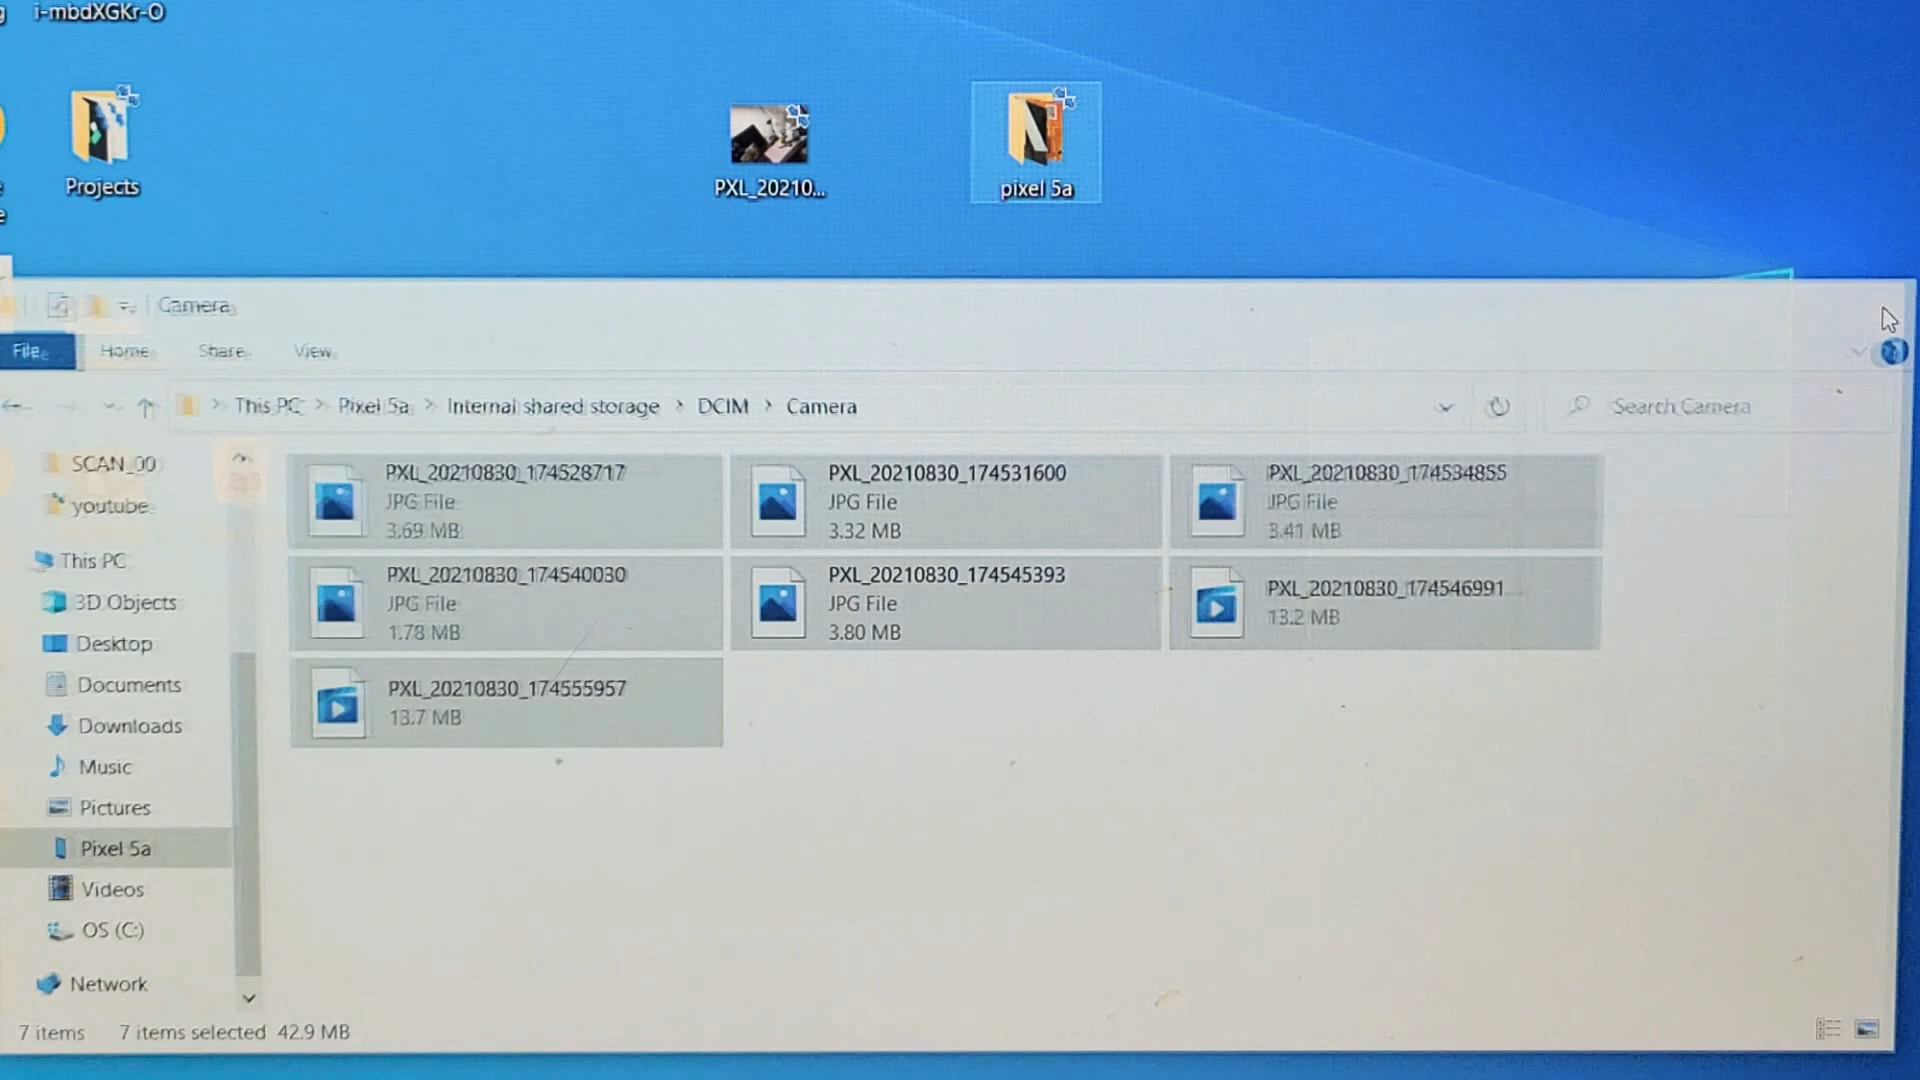 i-mbdXGKr-O
Projects
PXL_20210...
pixel 5a
Camera
File
Home
Share
View
This PC > Pixel 5a > Internal shared storage > DCIM > Camera
Search Camera
SCAN_00
youtube
This PC
3D Objects
Desktop
Documents
Downloads
Music
Pictures
Pixel 5a
Videos
OS (C:)
Network
PXL_20210830_174528717
JPG File
3.69 MB
PXL_20210830_174531600
JPG File
3.32 MB
PXL_20210830_174534855
JPG File
3.41 MB
PXL_20210830_174540030
JPG File
1.78 MB
PXL_20210830_174545393
JPG File
3.80 MB
PXL_20210830_174546991
13.2 MB
PXL_20210830_174555957
13.7 MB
7 items
7 items selected 42.9 MB